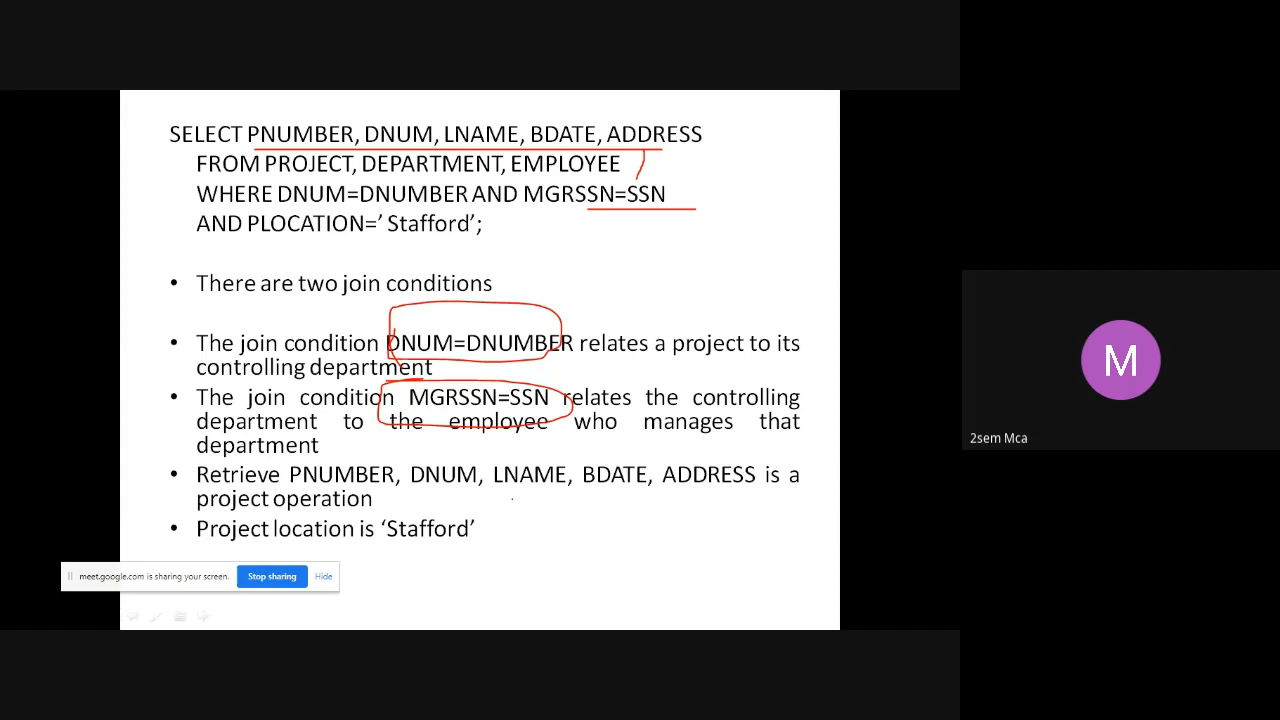 SELECT PNUMBER, DNUM, LNAME, BDATE, ADDRESS
FROM PROJECT, DEPARTMENT, EMPLOYEE
WHERE DNUM=DNUMBER AND MGRSSN=SSN
AND PLOCATION=’ Stafford’;
• There are two join conditions
• The join condition DNUM=DNUMBER relates a project to its
controlling department
• The join condition MGRSSN=SSN relates the controlling
department to the employee who manages that
department
• Retrieve PNUMBER, DNUM, LNAME, BDATE, ADDRESS is a
project operation
• Project location is ‘Stafford’
meet.google.com is sharing your screen. Stop sharing Hide
M
2sem Mca